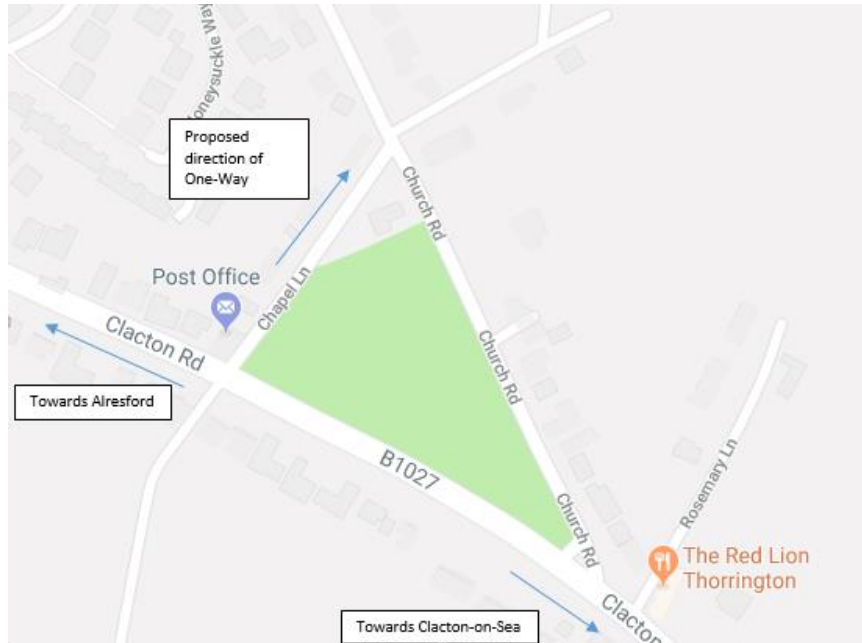 Honeysuckle Way
Proposed
direction of
One-Way
Church Rd
Post Office
Chapel Ln
Clacton Rd
Church Rd
Towards Alresford
B1027
Rosemary Ln
Church Rd
The Red Lion
Thorrington
Clacton
Towards Clacton-on-Sea